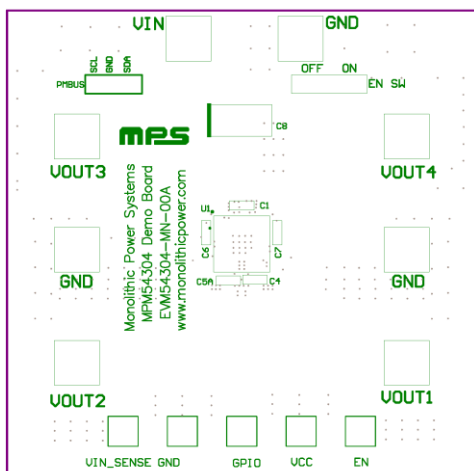 VIN
GND
SCL
GND
SDA
PMBUS
OFF ON
EN SW
C8
mps
VOUT3
VOUT4
Monolithic Power Systems
MPM54304 Demo Board
EVM54304-MN-00A
www.monolithicpower.com
U1
C1
C6
C7
C5A
C4
GND
GND
VOUT2
VOUT1
VIN_SENSE GND GPIO VCC EN